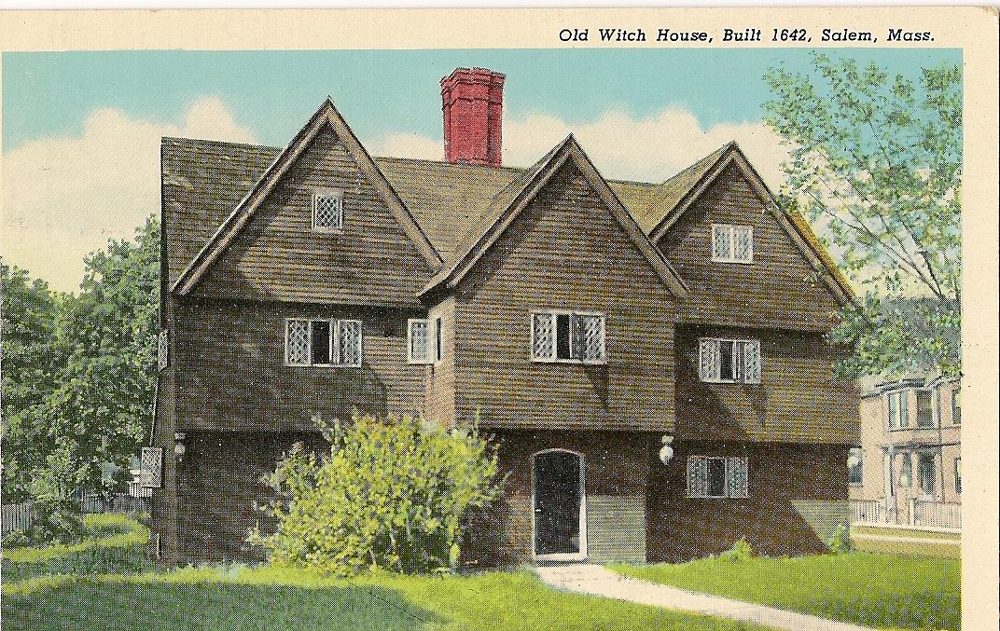 Old Witch House, Built 1642, Salem, Mass.